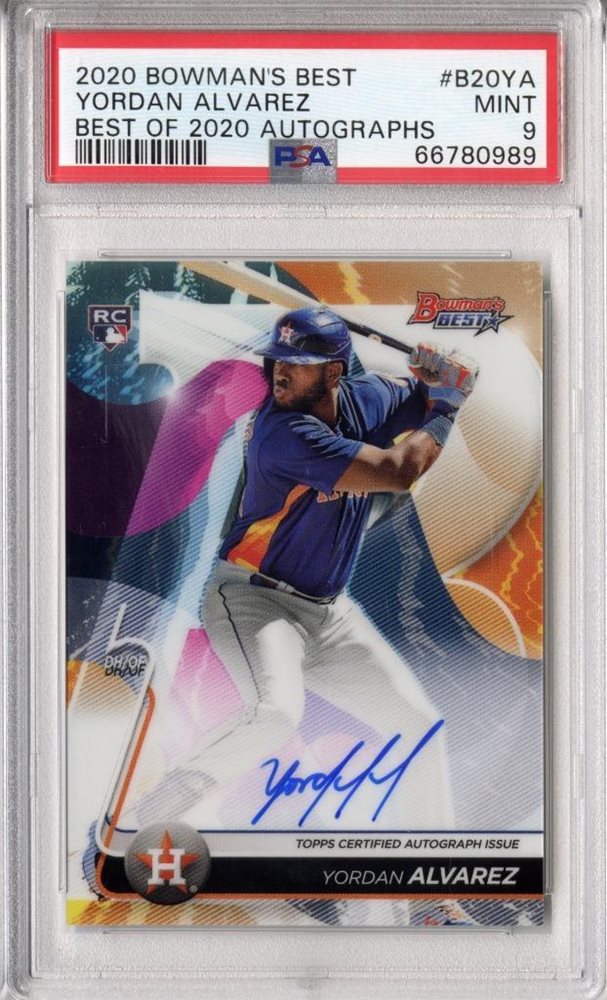 2020 BOWMAN'S BEST #B20YA
YORDAN ALVAREZ MINT
BEST OF 2020 AUTOGRAPHS 9
PSA 66780989
RC
Bowman's
BEST
DH/OF
TOPPS CERTIFIED AUTOGRAPH ISSUE
H ®
YORDAN ALVAREZ